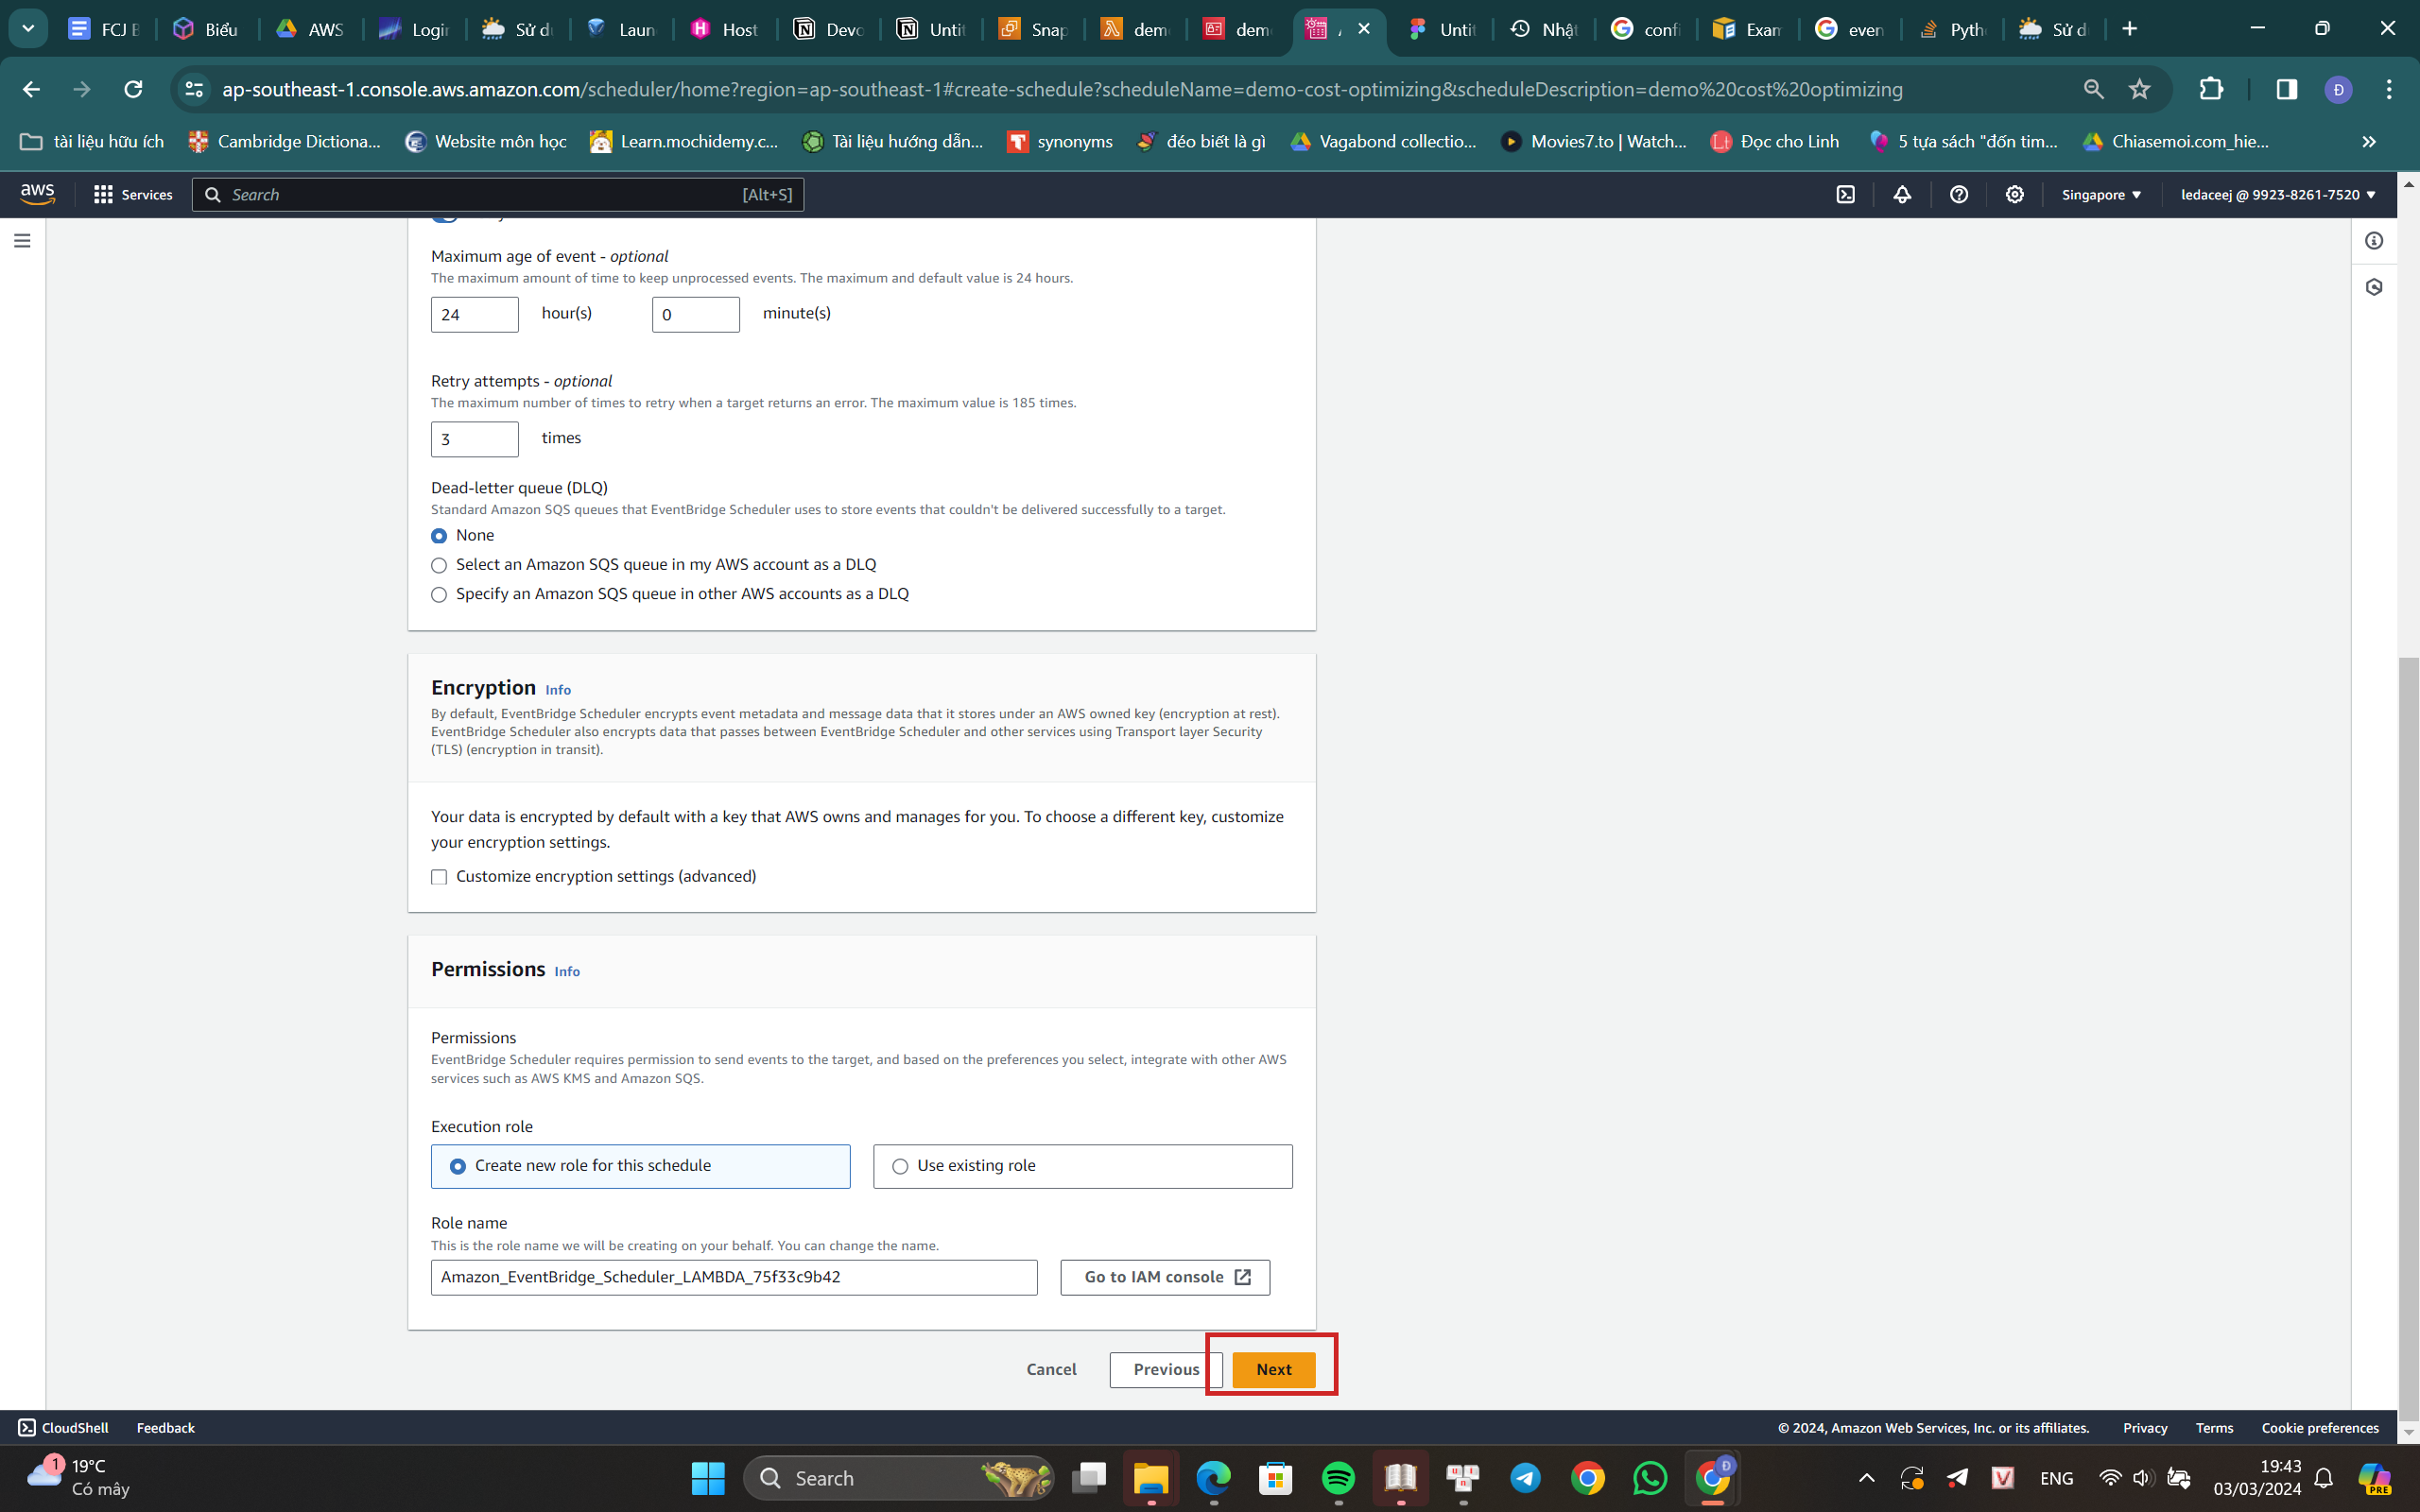 FCJ B
Biểu
AWS
Login
Sử dụ
Laun
Host
Devo
Untit
Snap
dem
dem
Untit
Nhật
confi
Exam
even
Pyth
Sử d
ap-southeast-1.console.aws.amazon.com/scheduler/home?region=ap-southeast-1#create-schedule?scheduleName=demo-cost-optimizing&scheduleDescription=demo%20cost%20optimizing
Đ
tài liệu hữu ích
Cambridge Dictiona...
Website môn học
Learn.mochidemy.c...
Tài liệu hướng dẫn...
synonyms
đéo biết là gì
Vagabond collectio...
Movies7.to | Watch...
Đọc cho Linh
5 tựa sách "đốn tim...
Chiasemoi.com_hie...
aws
Services
Search
[Alt+S]
Singapore
ledaceej @ 9923-8261-7520
Maximum age of event - optional
The maximum amount of time to keep unprocessed events. The maximum and default value is 24 hours.
24 hour(s) 0 minute(s)
Retry attempts - optional
The maximum number of times to retry when a target returns an error. The maximum value is 185 times.
3 times
Dead-letter queue (DLQ)
Standard Amazon SQS queues that EventBridge Scheduler uses to store events that couldn't be delivered successfully to a target.
None
Select an Amazon SQS queue in my AWS account as a DLQ
Specify an Amazon SQS queue in other AWS accounts as a DLQ
Encryption Info
By default, EventBridge Scheduler encrypts event metadata and message data that it stores under an AWS owned key (encryption at rest).
EventBridge Scheduler also encrypts data that passes between EventBridge Scheduler and other services using Transport layer Security
(TLS) (encryption in transit).
Your data is encrypted by default with a key that AWS owns and manages for you. To choose a different key, customize
your encryption settings.
Customize encryption settings (advanced)
Permissions Info
Permissions
EventBridge Scheduler requires permission to send events to the target, and based on the preferences you select, integrate with other AWS
services such as AWS KMS and Amazon SQS.
Execution role
Create new role for this schedule
Use existing role
Role name
This is the role name we will be creating on your behalf. You can change the name.
Amazon_EventBridge_Scheduler_LAMBDA_75f33c9b42
Go to IAM console
Cancel
Previous
Next
CloudShell
Feedback
© 2024, Amazon Web Services, Inc. or its affiliates.
Privacy
Terms
Cookie preferences
1
19°C
Có mây
Search
ENG
19:43
03/03/2024
PRE